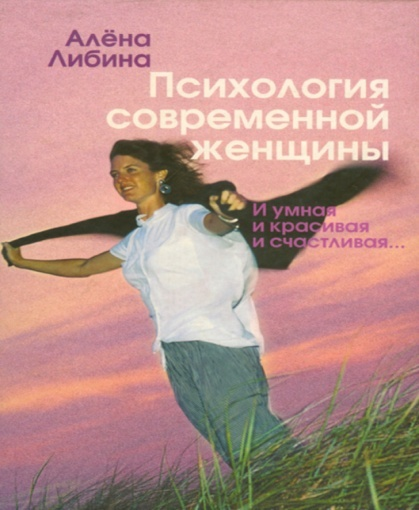 Алёна
Либина
Психология
современной
женщины
И умная
и красивая
и счастливая...